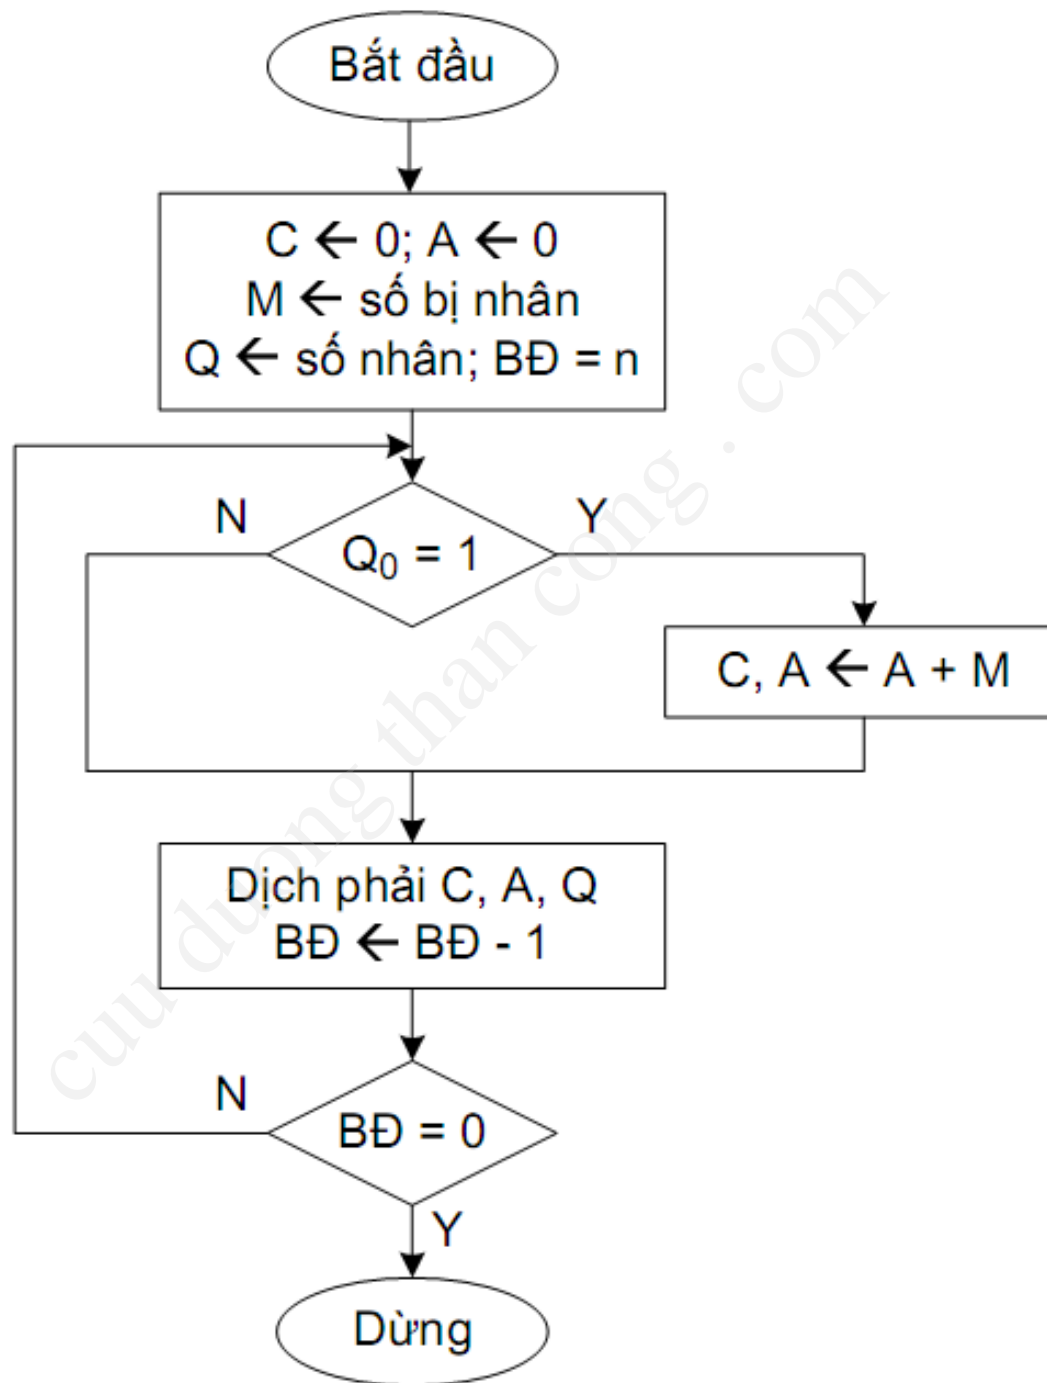 Bắt đầu
C ← 0; A ← 0
M ← số bị nhân
Q ← số nhân; BĐ = n
N
Y
Q₀ = 1
C, A ← A + M
Dịch phải C, A, Q
BĐ ← BĐ - 1
N
BĐ = 0
Y
Dừng
cuu duong than cong . com